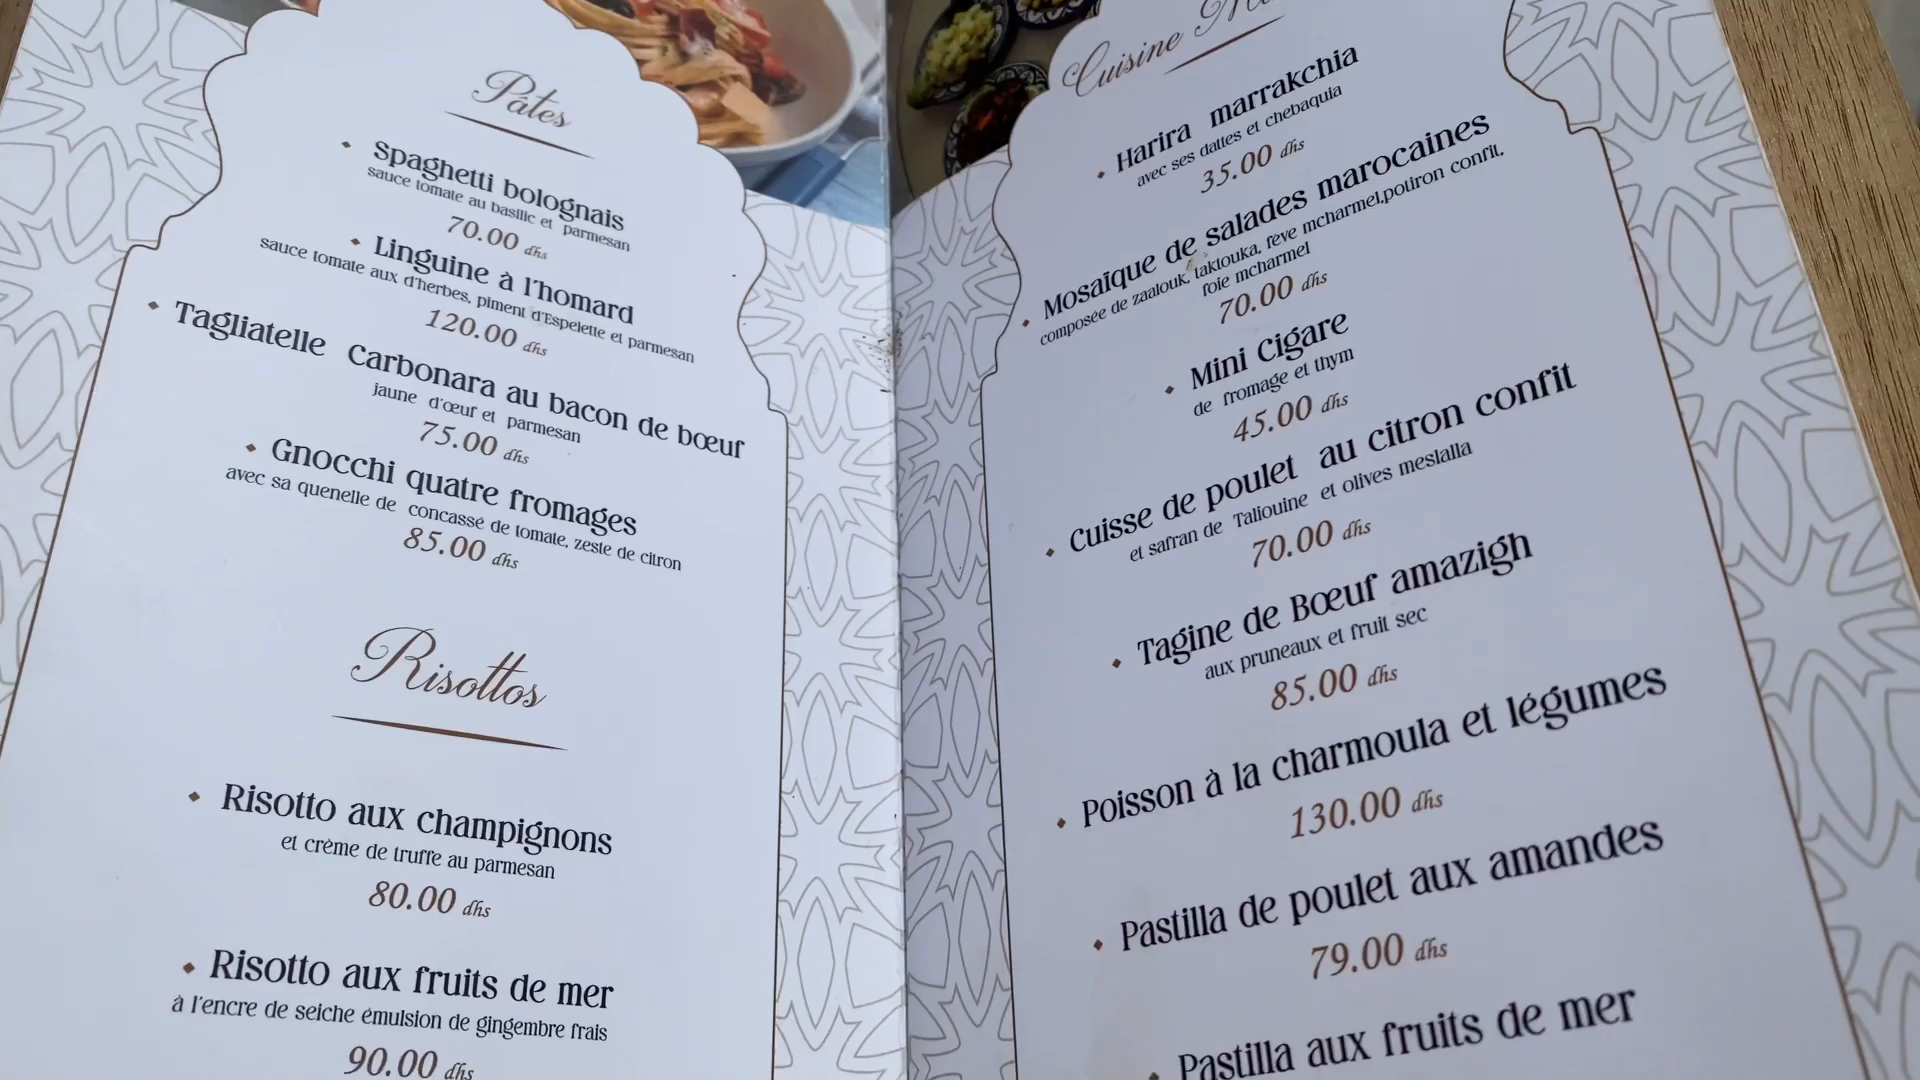 Pâtes
Spaghetti bolognais
sauce tomate au basilic et parmesan
70.00 dhs
Linguine à l'homard
sauce tomate aux d'herbes, piment d'Espelette et parmesan
120.00 dhs
Tagliatelle Carbonara au bacon de bœuf
jaune d'œuf et parmesan
75.00 dhs
Gnocchi quatre fromages
avec sa quenelle de concassé de tomate, zeste de citron
85.00 dhs
Risottos
Risotto aux champignons
et crème de truffe au parmesan
80.00 dhs
Risotto aux fruits de mer
à l'encre de seiche émulsion de gingembre frais
90.00 dhs
Cuisine
Harira marrakchia
avec ses dattes et chebaquia
35.00 dhs
Mosaïque de salades marocaines
composée de zaalouk, taktouka, fève mcharmel,potiron confit,
foie mcharmel
70.00 dhs
Mini Cigare
de fromage et thym
45.00 dhs
Cuisse de poulet au citron confit
et safran de Taliouine et olives meslalla
70.00 dhs
Tagine de Bœuf amazigh
aux pruneaux et fruit sec
85.00 dhs
Poisson à la charmoula et légumes
130.00 dhs
Pastilla de poulet aux amandes
79.00 dhs
Pastilla aux fruits de mer